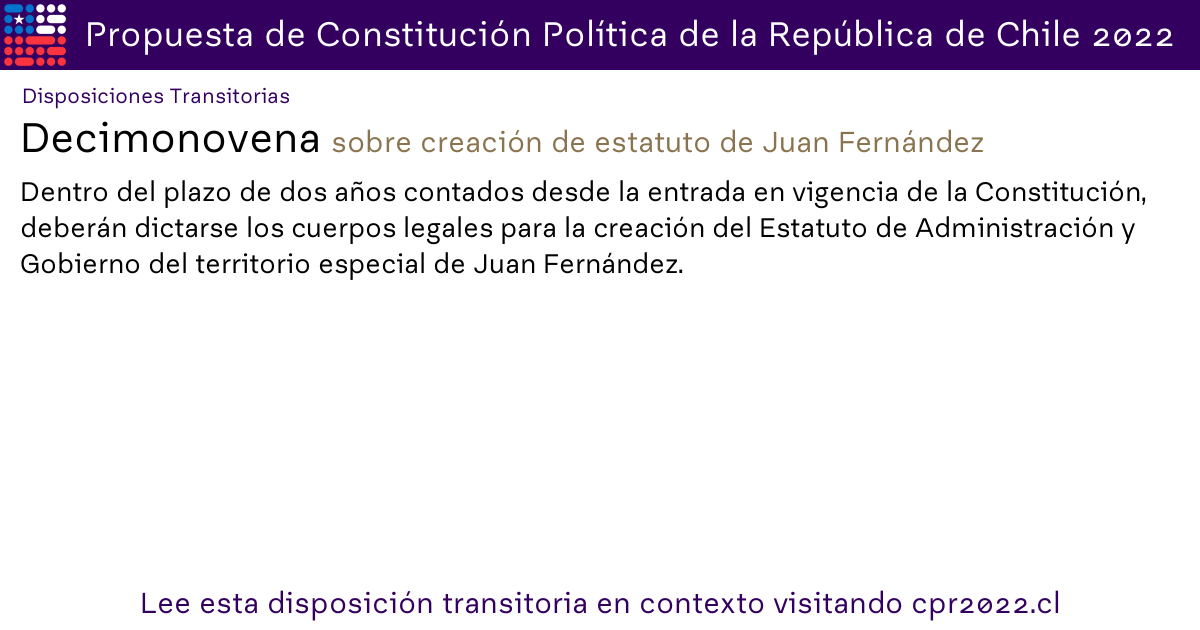 Propuesta de Constitución Política de la República de Chile 2022
Disposiciones Transitorias
Decimonovena sobre creación de estatuto de Juan Fernández
Dentro del plazo de dos años contados desde la entrada en vigencia de la Constitución,
deberán dictarse los cuerpos legales para la creación del Estatuto de Administración y
Gobierno del territorio especial de Juan Fernández.
Lee esta disposición transitoria en contexto visitando cpr2022.cl